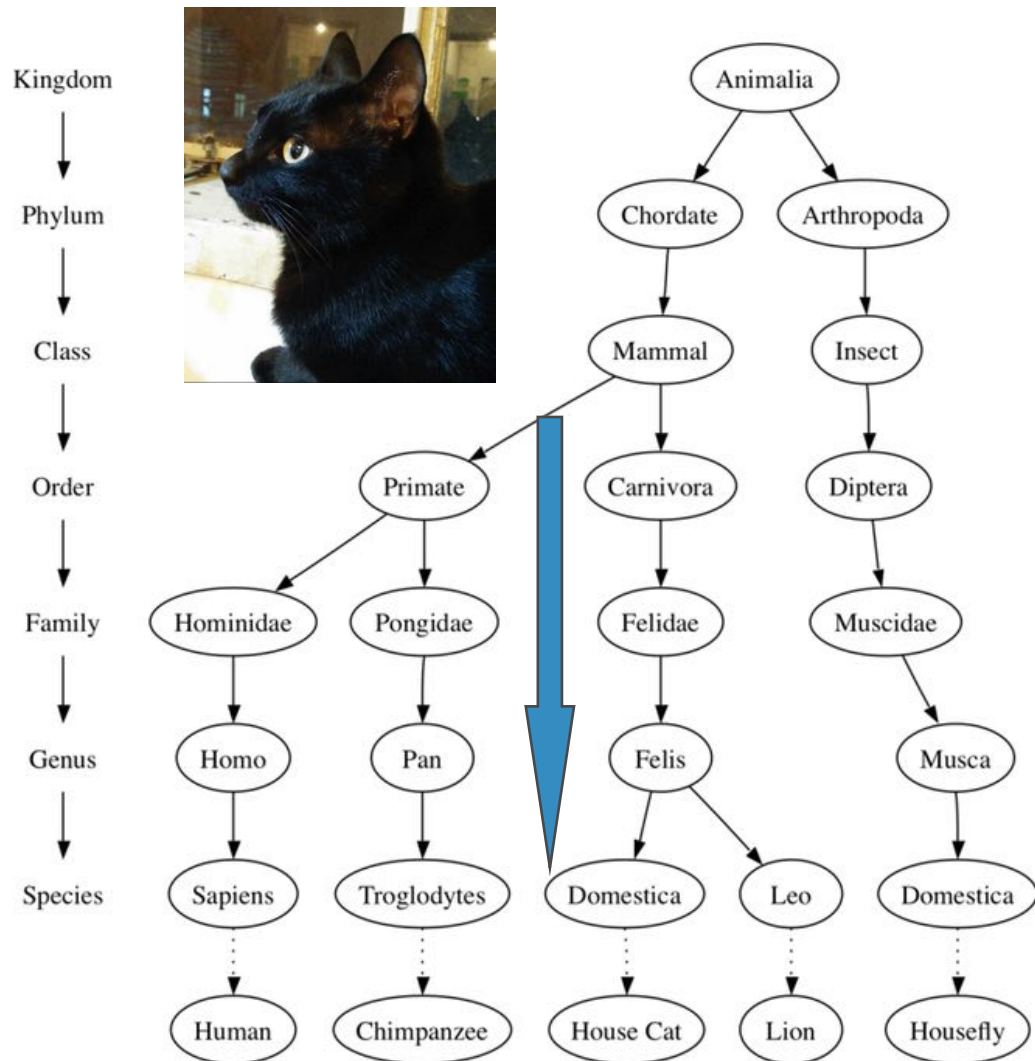 Kingdom
Animalia
Phylum
Chordate
Arthropoda
Class
Mammal
Insect
Order
Primate
Carnivora
Diptera
Family
Hominidae
Pongidae
Felidae
Muscidae
Genus
Homo
Pan
Felis
Musca
Species
Sapiens
Troglodytes
Domestica
Leo
Domestica
Human
Chimpanzee
House Cat
Lion
Housefly